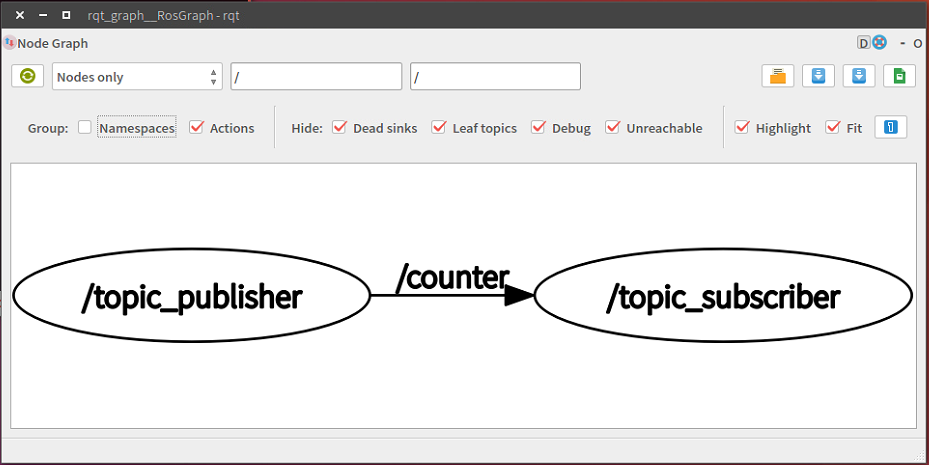 rqt_graph__RosGraph - rqt
Node Graph
D
- O
Nodes only
/
/
Group: Namespaces Actions
Hide: Dead sinks Leaf topics Debug Unreachable
Highlight Fit
/topic_publisher
/counter
/topic_subscriber